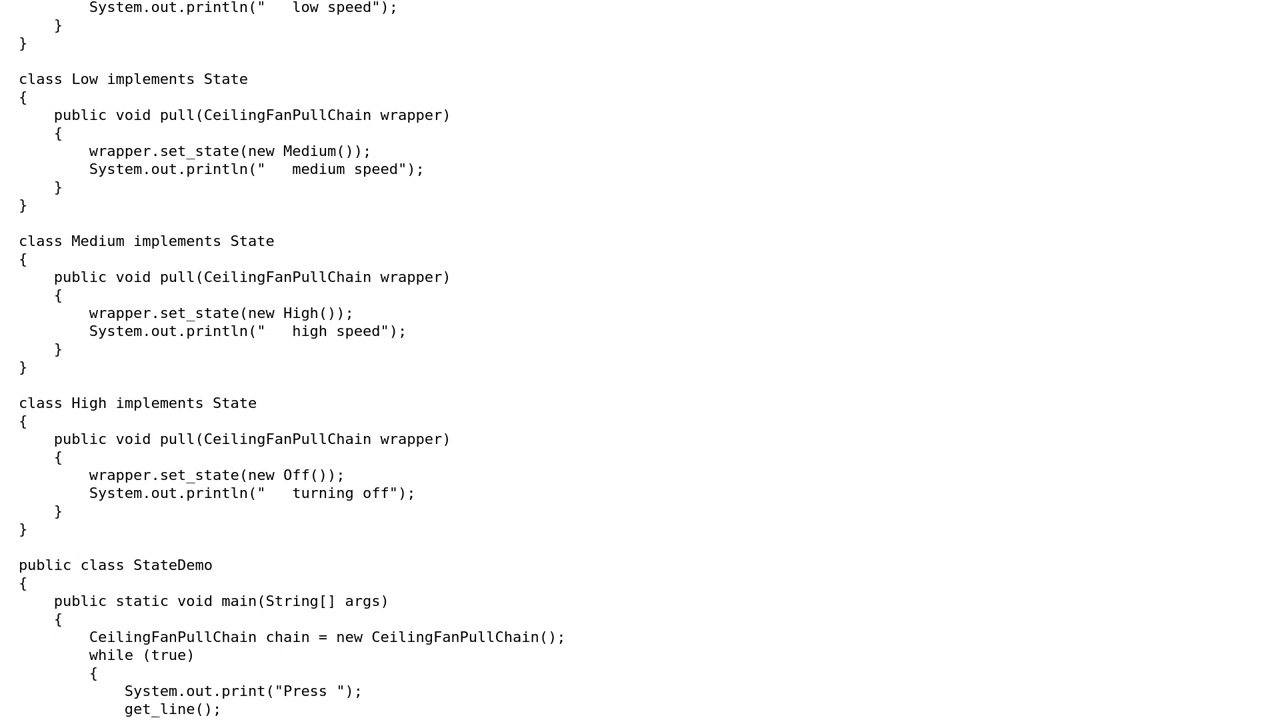 System.out.println("   low speed");
    }
}

class Low implements State
{
    public void pull(CeilingFanPullChain wrapper)
    {
        wrapper.set_state(new Medium());
        System.out.println("   medium speed");
    }
}

class Medium implements State
{
    public void pull(CeilingFanPullChain wrapper)
    {
        wrapper.set_state(new High());
        System.out.println("   high speed");
    }
}

class High implements State
{
    public void pull(CeilingFanPullChain wrapper)
    {
        wrapper.set_state(new Off());
        System.out.println("   turning off");
    }
}

public class StateDemo
{
    public static void main(String[] args)
    {
        CeilingFanPullChain chain = new CeilingFanPullChain();
        while (true)
        {
            System.out.print("Press ");
            get_line();